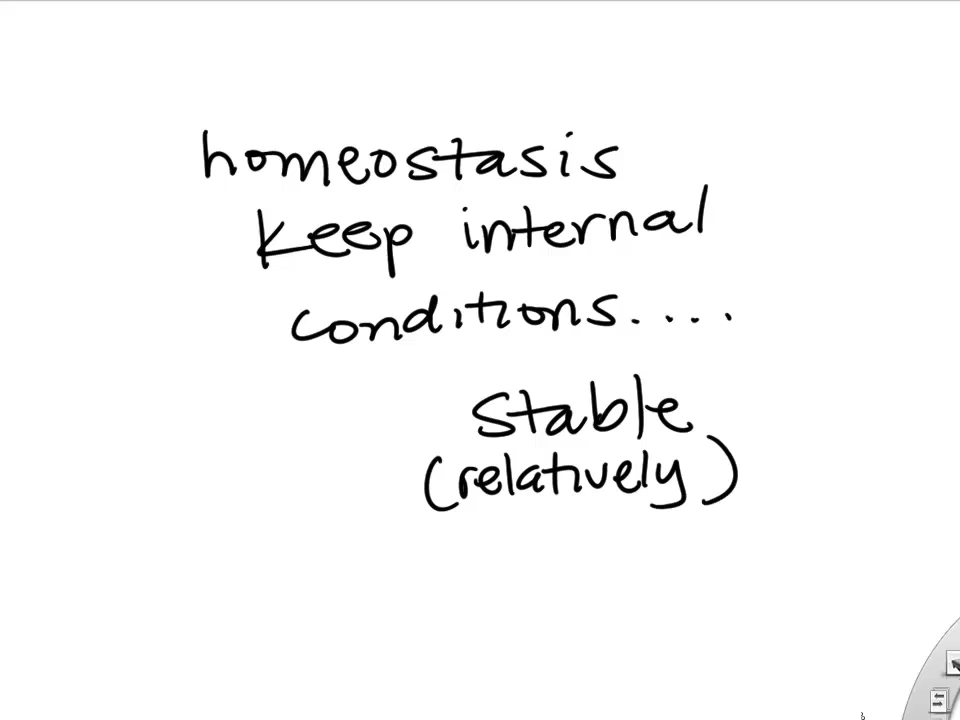 homeostasis
keep internal
conditions....
stable
(relatively)